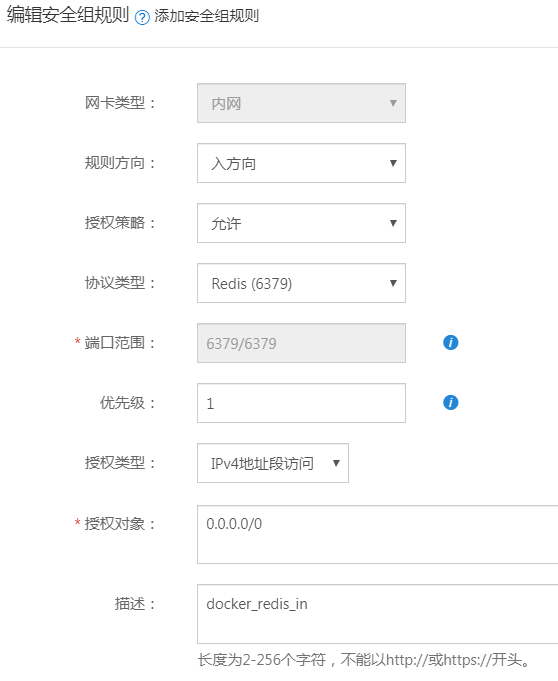 编辑安全组规则 ? 添加安全组规则
网卡类型： 内网
规则方向： 入方向
授权策略： 允许
协议类型： Redis (6379)
* 端口范围： 6379/6379 i
优先级： 1 i
授权类型： IPv4地址段访问
* 授权对象： 0.0.0.0/0
描述： docker_redis_in
长度为2-256个字符，不能以http://或https://开头。